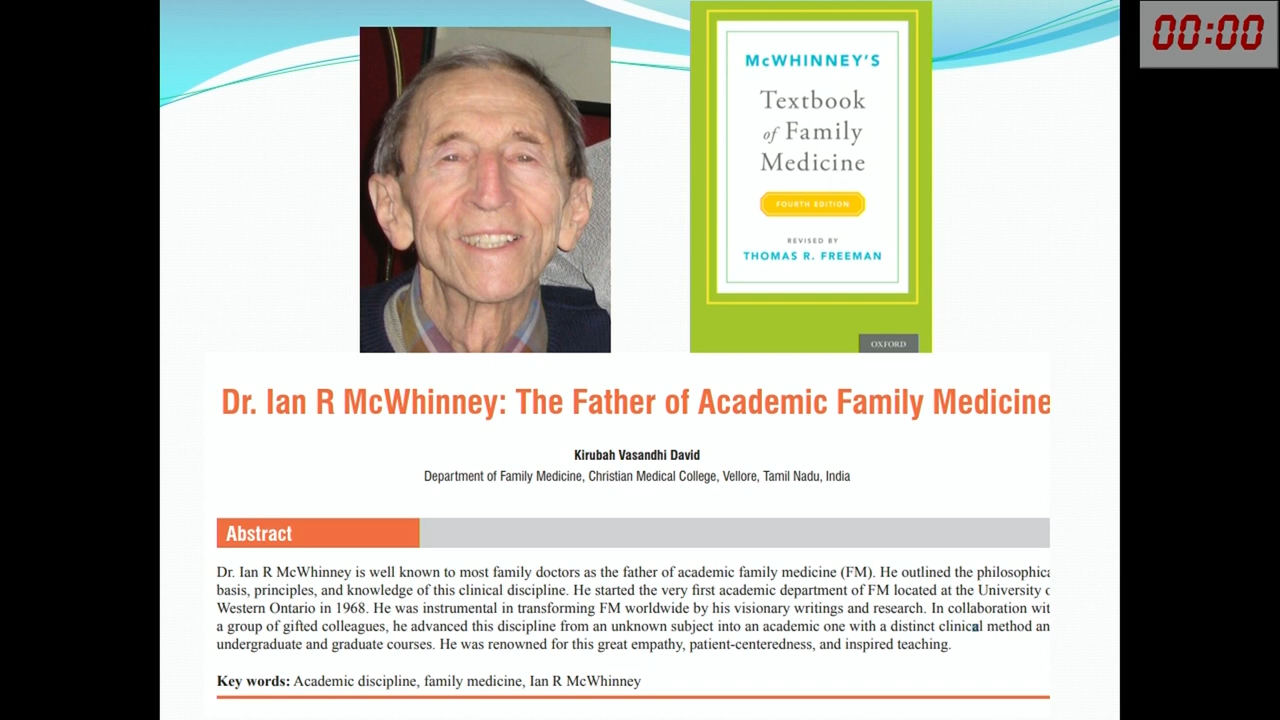 00:00
McWHINNEY'S
Textbook
of Family
Medicine
FOURTH EDITION
REVISED BY
THOMAS R. FREEMAN
OXFORD
Dr. Ian R McWhinney: The Father of Academic Family Medicine
Kirubah Vasandhi David
Department of Family Medicine, Christian Medical College, Vellore, Tamil Nadu, India
Abstract
Dr. Ian R McWhinney is well known to most family doctors as the father of academic family medicine (FM). He outlined the philosophica
basis, principles, and knowledge of this clinical discipline. He started the very first academic department of FM located at the University o
Western Ontario in 1968. He was instrumental in transforming FM worldwide by his visionary writings and research. In collaboration wit
a group of gifted colleagues, he advanced this discipline from an unknown subject into an academic one with a distinct clinical method an
undergraduate and graduate courses. He was renowned for this great empathy, patient-centeredness, and inspired teaching.
Key words: Academic discipline, family medicine, Ian R McWhinney